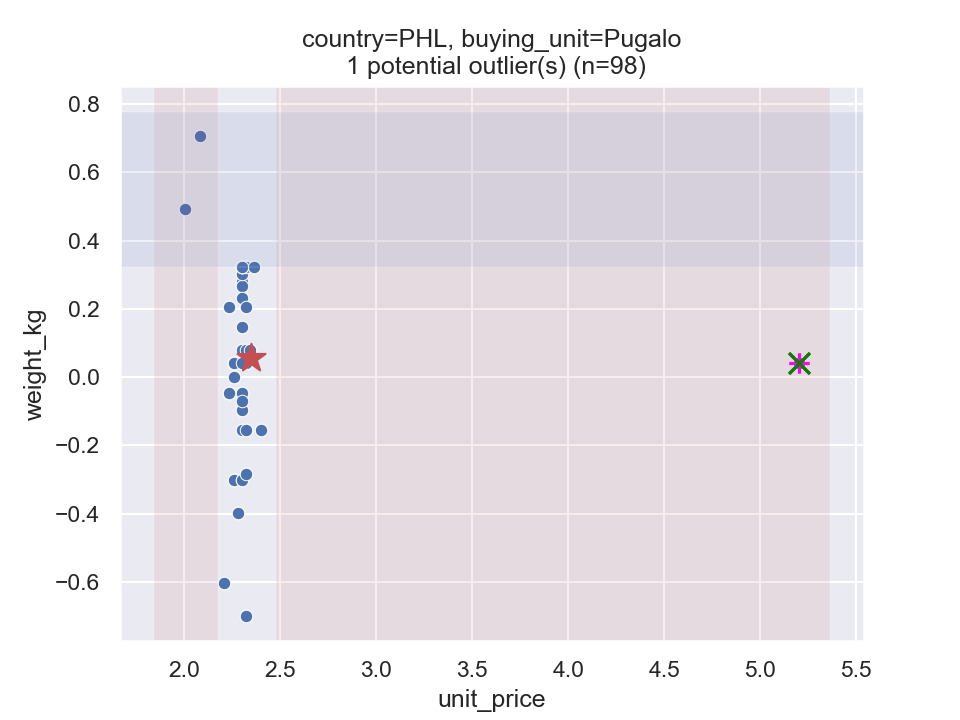 country=PHL, buying_unit=Pugalo
1 potential outlier(s) (n=98)
0.8
0.6
0.4
0.2
0.0
−0.2
−0.4
−0.6
weight_kg
2.0 2.5 3.0 3.5 4.0 4.5 5.0 5.5
unit_price